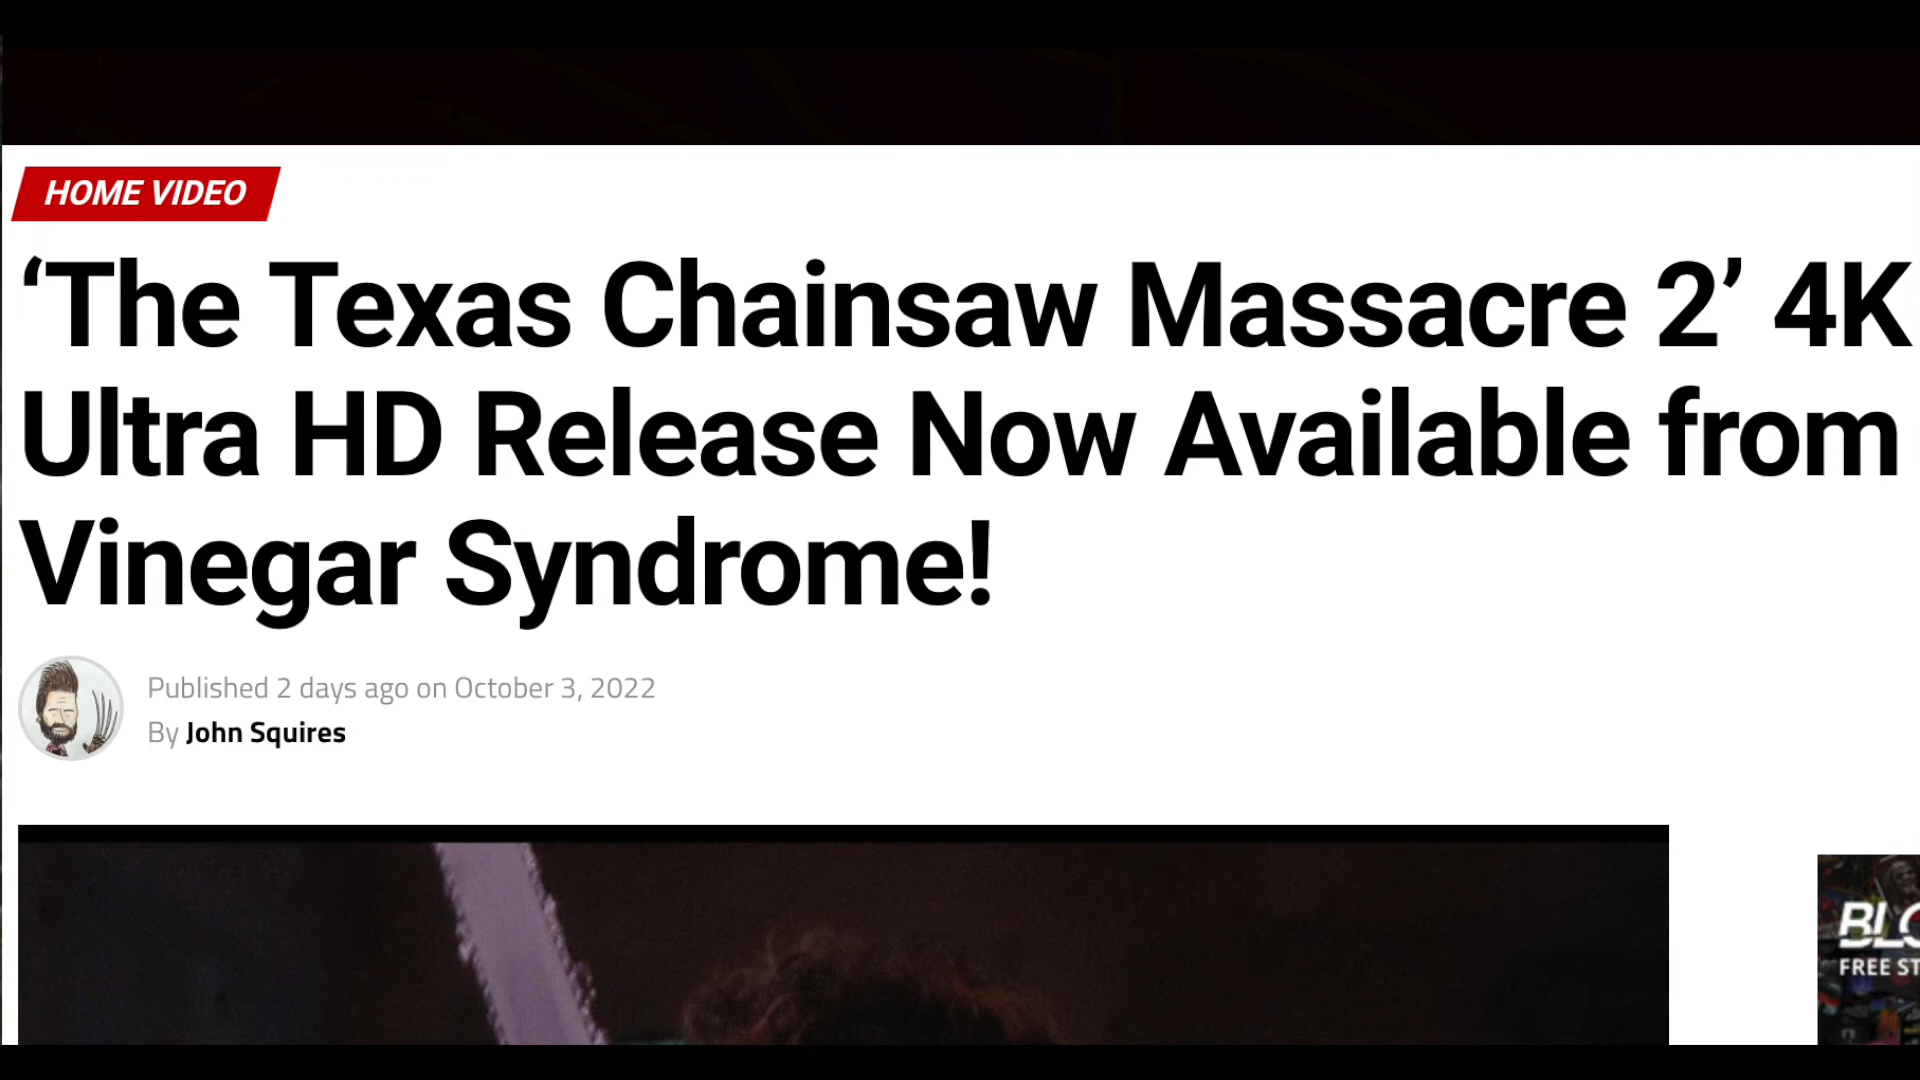 HOME VIDEO
‘The Texas Chainsaw Massacre 2’ 4K
Ultra HD Release Now Available from
Vinegar Syndrome!
Published 2 days ago on October 3, 2022
By John Squires
FREE